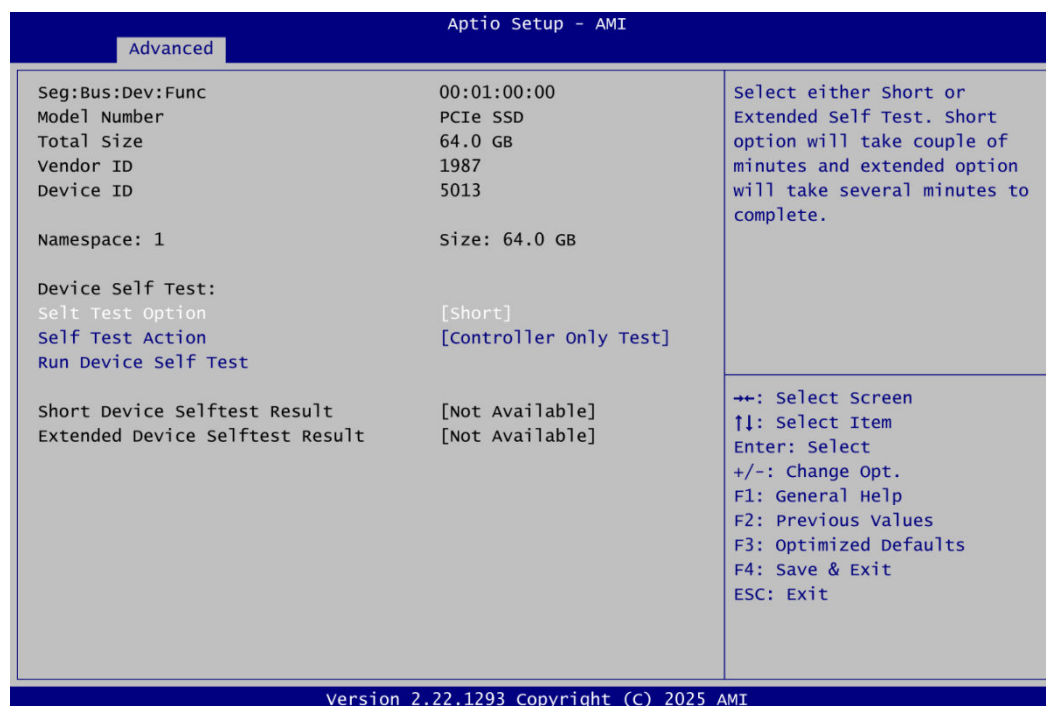 Aptio Setup - AMI
Advanced
Seg:Bus:Dev:Func 00:01:00:00
Model Number PCIe SSD
Total Size 64.0 GB
Vendor ID 1987
Device ID 5013
Namespace: 1 Size: 64.0 GB
Device Self Test:
Selt Test Option [Short]
Self Test Action [Controller Only Test]
Run Device Self Test
Short Device Selftest Result [Not Available]
Extended Device Selftest Result [Not Available]
Select either Short or
Extended Self Test. Short
option will take couple of
minutes and extended option
will take several minutes to
complete.
→←: Select Screen
↑↓: Select Item
Enter: Select
+/-: Change Opt.
F1: General Help
F2: Previous Values
F3: Optimized Defaults
F4: Save & Exit
ESC: Exit
Version 2.22.1293 Copyright (C) 2025 AMI